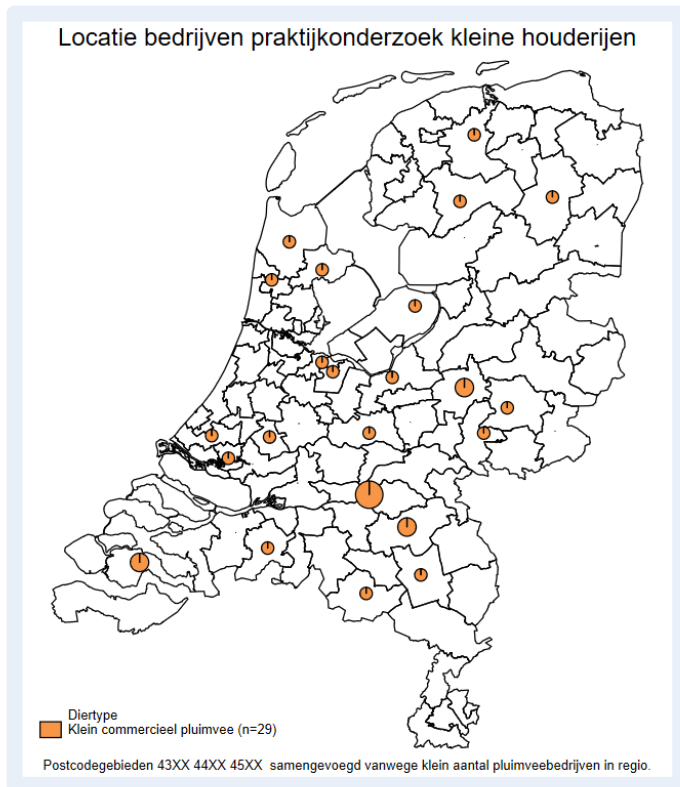 Locatie bedrijven praktijkonderzoek kleine houderijen
Diertype
Klein commercieel pluimvee (n=29)
Postcodegebieden 43XX 44XX 45XX samengevoegd vanwege klein aantal pluimveebedrijven in regio.